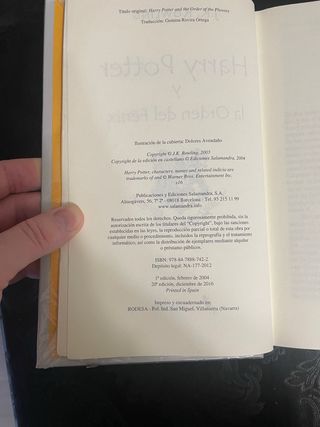 Título original: Harry Potter and the Order of the Phoenix
Traducción: Gemma Rovira Ortega
Harry Potter
y
la Orden del Fénix
Ilustración de la cubierta: Dolores Avendaño
Copyright © J.K. Rowling, 2003
Copyright de la edición en castellano © Ediciones Salamandra, 2004
Harry Potter, characters, names and related indicia are
trademarks of and © Warner Bros. Entertainment Inc.
s16
Publicaciones y Ediciones Salamandra, S.A.
Almogàvers, 56, 7º 2ª - 08018 Barcelona - Tel. 93 215 11 99
www.salamandra.info
Reservados todos los derechos. Queda rigurosamente prohibida, sin la
autorización escrita de los titulares del "Copyright", bajo las sanciones
establecidas en las leyes, la reproducción parcial o total de esta obra por
cualquier medio o procedimiento, incluidos la reprografía y el tratamiento
informático, así como la distribución de ejemplares mediante alquiler
o préstamo públicos.
ISBN: 978-84-7888-742-2
Depósito legal: NA-177-2012
1ª edición, febrero de 2004
20ª edición, diciembre de 2016
Printed in Spain
Impreso y encuadernado en:
RODESA - Pol. Ind. San Miguel. Villatuerta (Navarra)